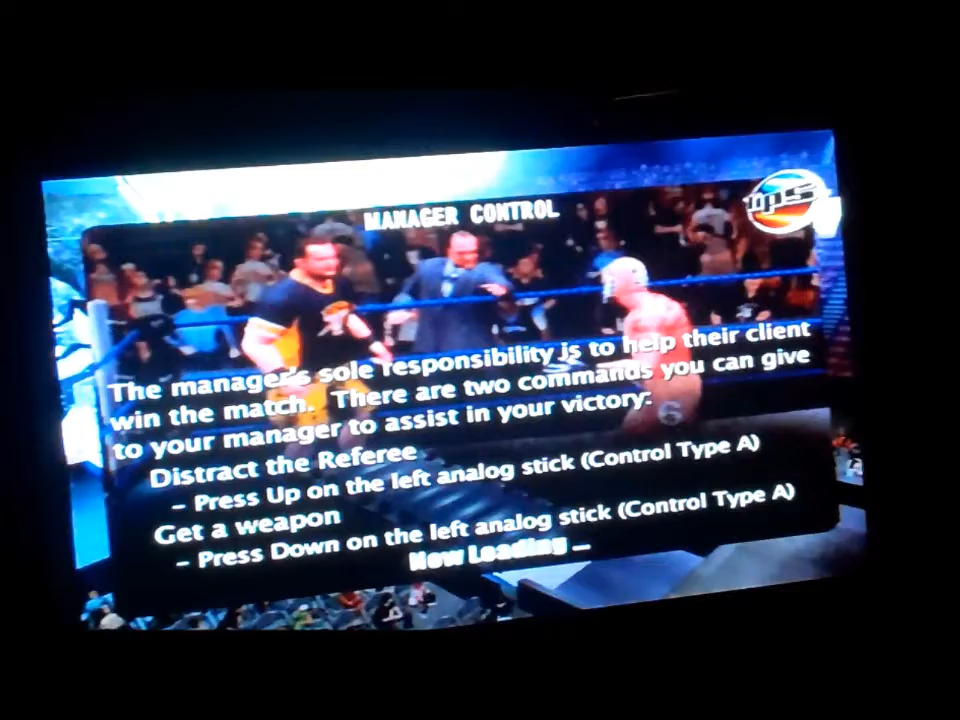 MANAGER CONTROL
The manager's sole responsibility is to help their client
win the match. There are two commands you can give
to your manager to assist in your victory:
Distract the Referee
– Press Up on the left analog stick (Control Type A)
Get a weapon
– Press Down on the left analog stick (Control Type A)
Now Loading